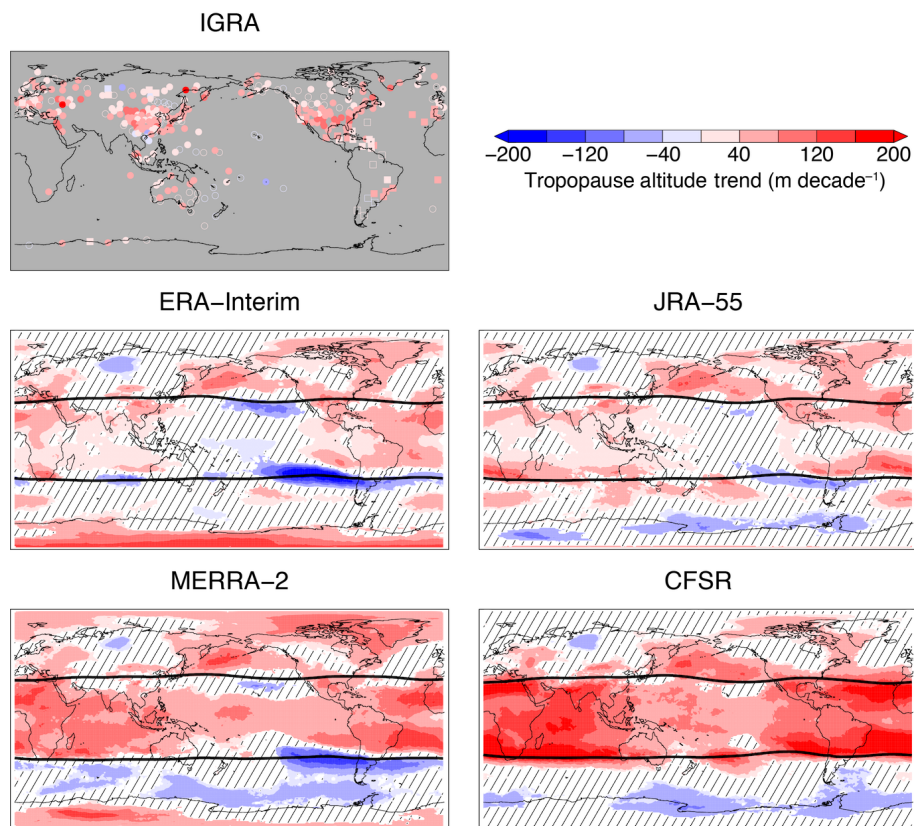 IGRA
−200 −120 −40 40 120 200
Tropopause altitude trend (m decade⁻¹)
ERA−Interim
JRA−55
MERRA−2
CFSR